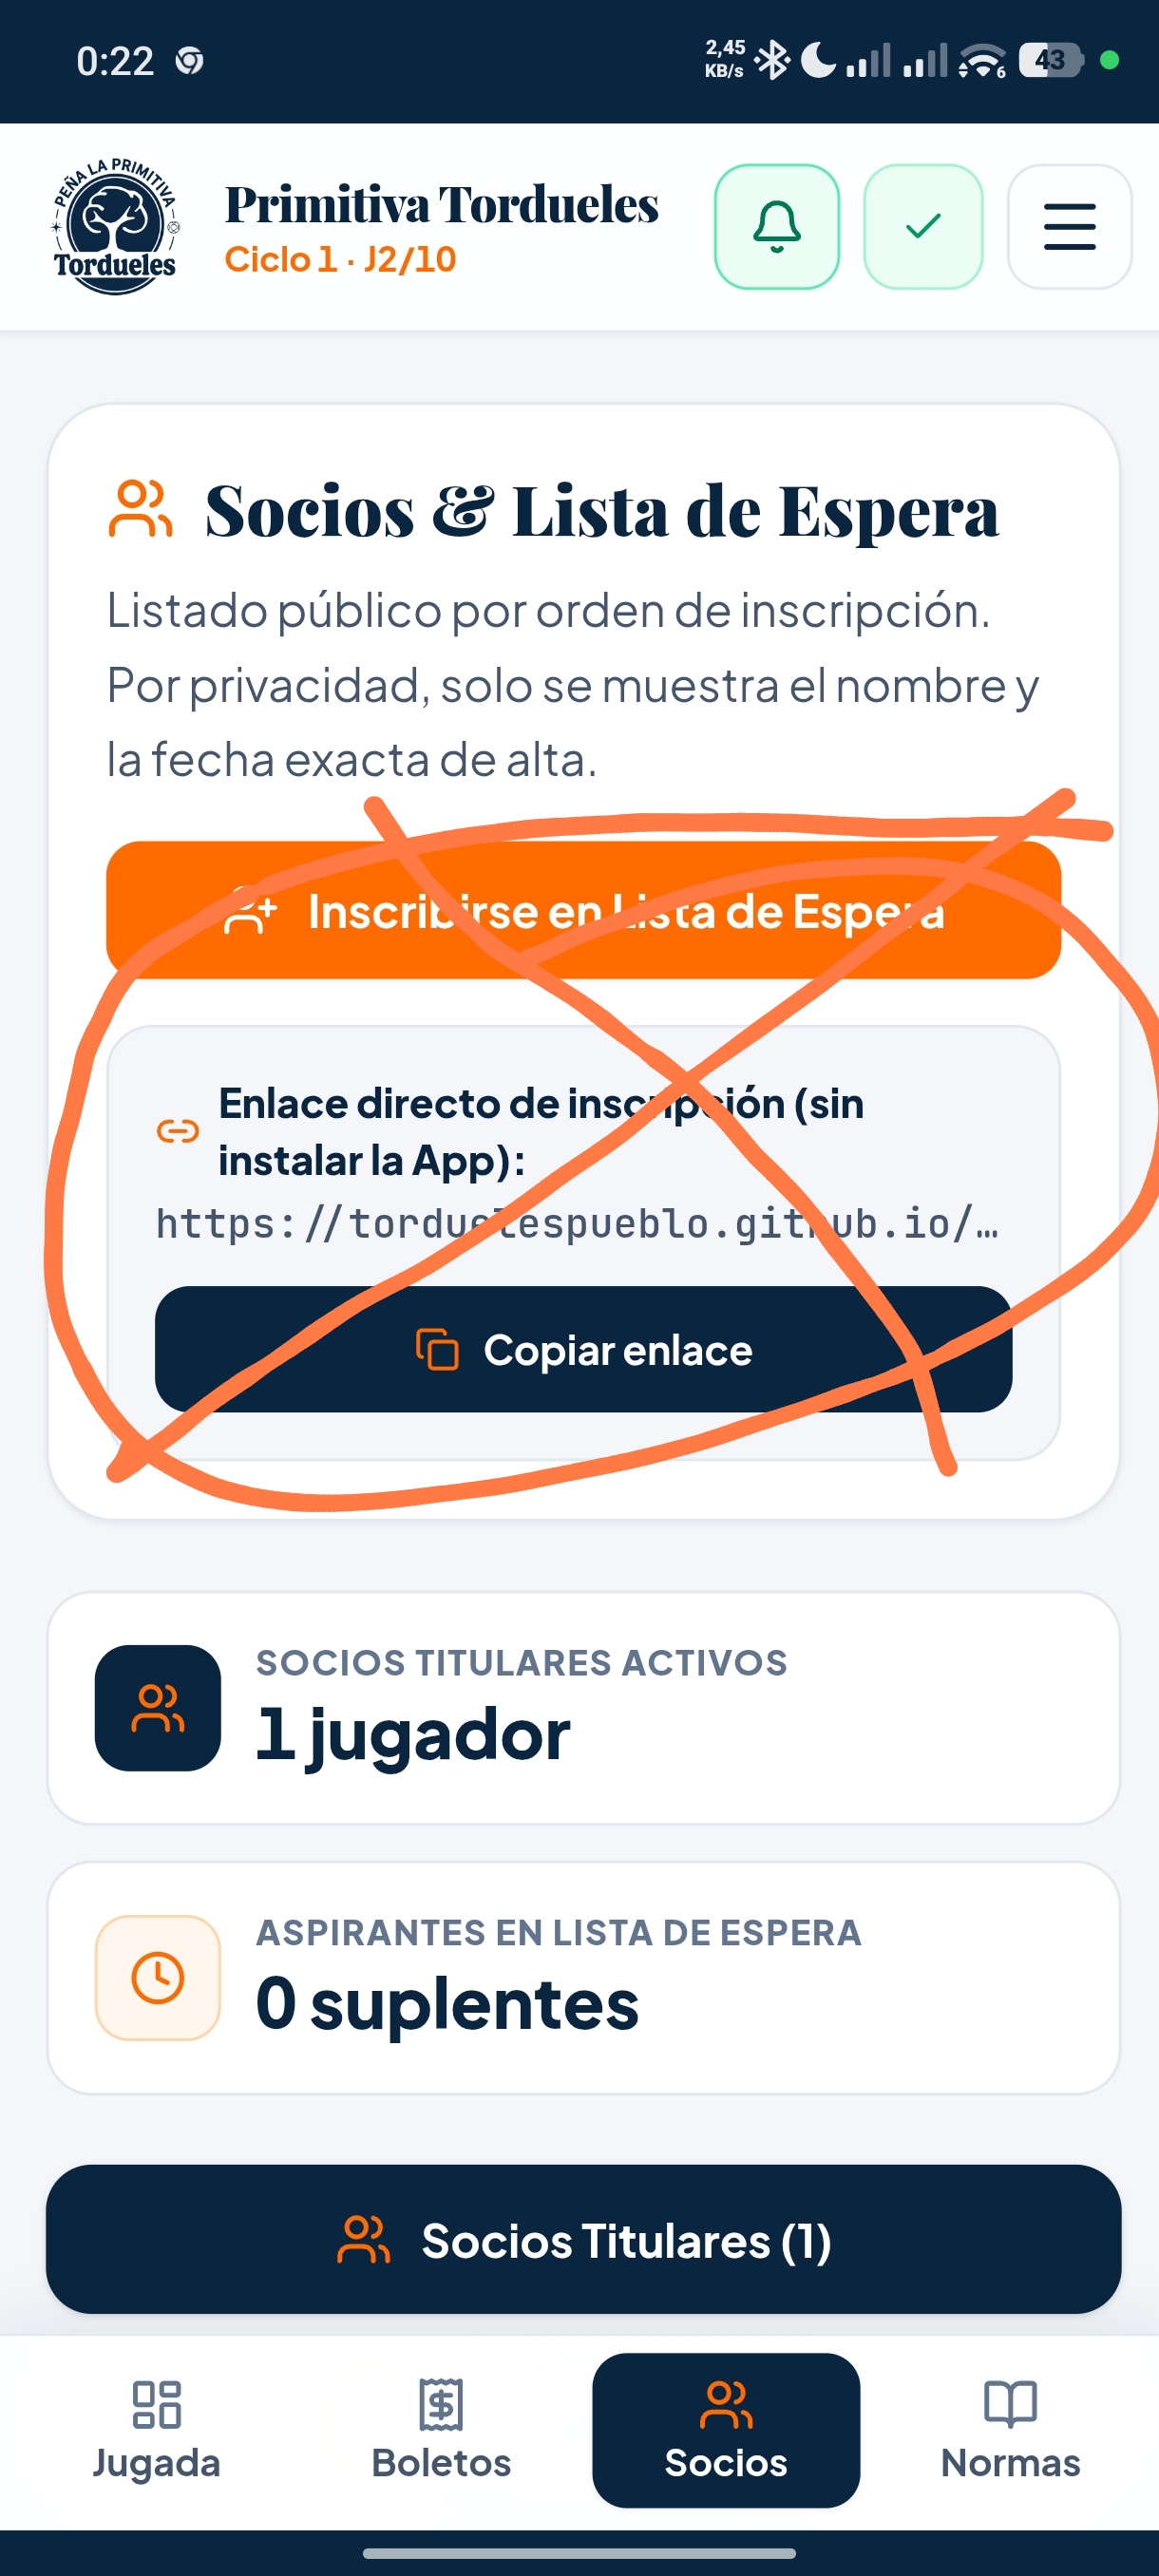 0:22
2,45
KB/s
6
43
PEÑA LA PRIMITIVA
Tordueles
Primitiva Tordueles
Ciclo 1 · J2/10
Socios & Lista de Espera
Listado público por orden de inscripción.
Por privacidad, solo se muestra el nombre y
la fecha exacta de alta.
Inscribirse en Lista de Espera
Enlace directo de inscripción (sin
instalar la App):
https://torduelespueblo.github.io/…
Copiar enlace
SOCIOS TITULARES ACTIVOS
1 jugador
ASPIRANTES EN LISTA DE ESPERA
0 suplentes
Socios Titulares (1)
Jugada
Boletos
Socios
Normas